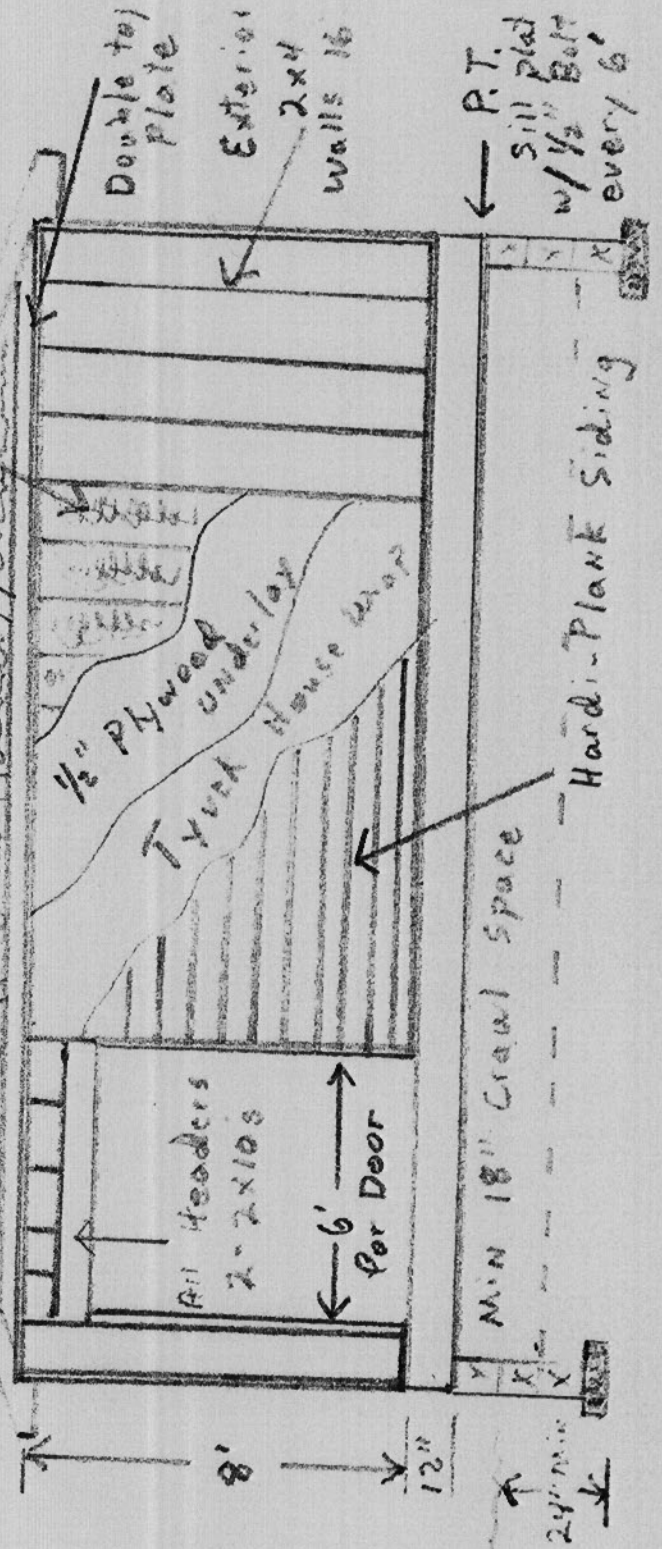 Double top
Plate
Exterior
2x4
walls 16
1/2" Plywood
underlay
Tyvek House wrap
All Headers
2-2x10s
6'
For Door
8'
12"
P.T.
Sill Plat
w/ 1/2" Bolt
every 6'
Min 18" Crawl Space
Hardi-Plank Siding
X
X
X
X
X
X
24" min